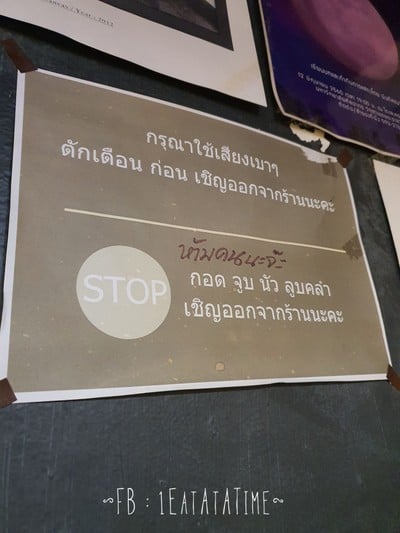 / Year : 2012
กรุณาใช้เสียงเบาๆ
ตักเตือน ก่อน เชิญออกจากร้านนะคะ
ห้ามคนนะจ๊ะ
STOP
กอด จูบ นัว ลูบคลำ
เชิญออกจากร้านนะคะ
FB : 1EATATATIME